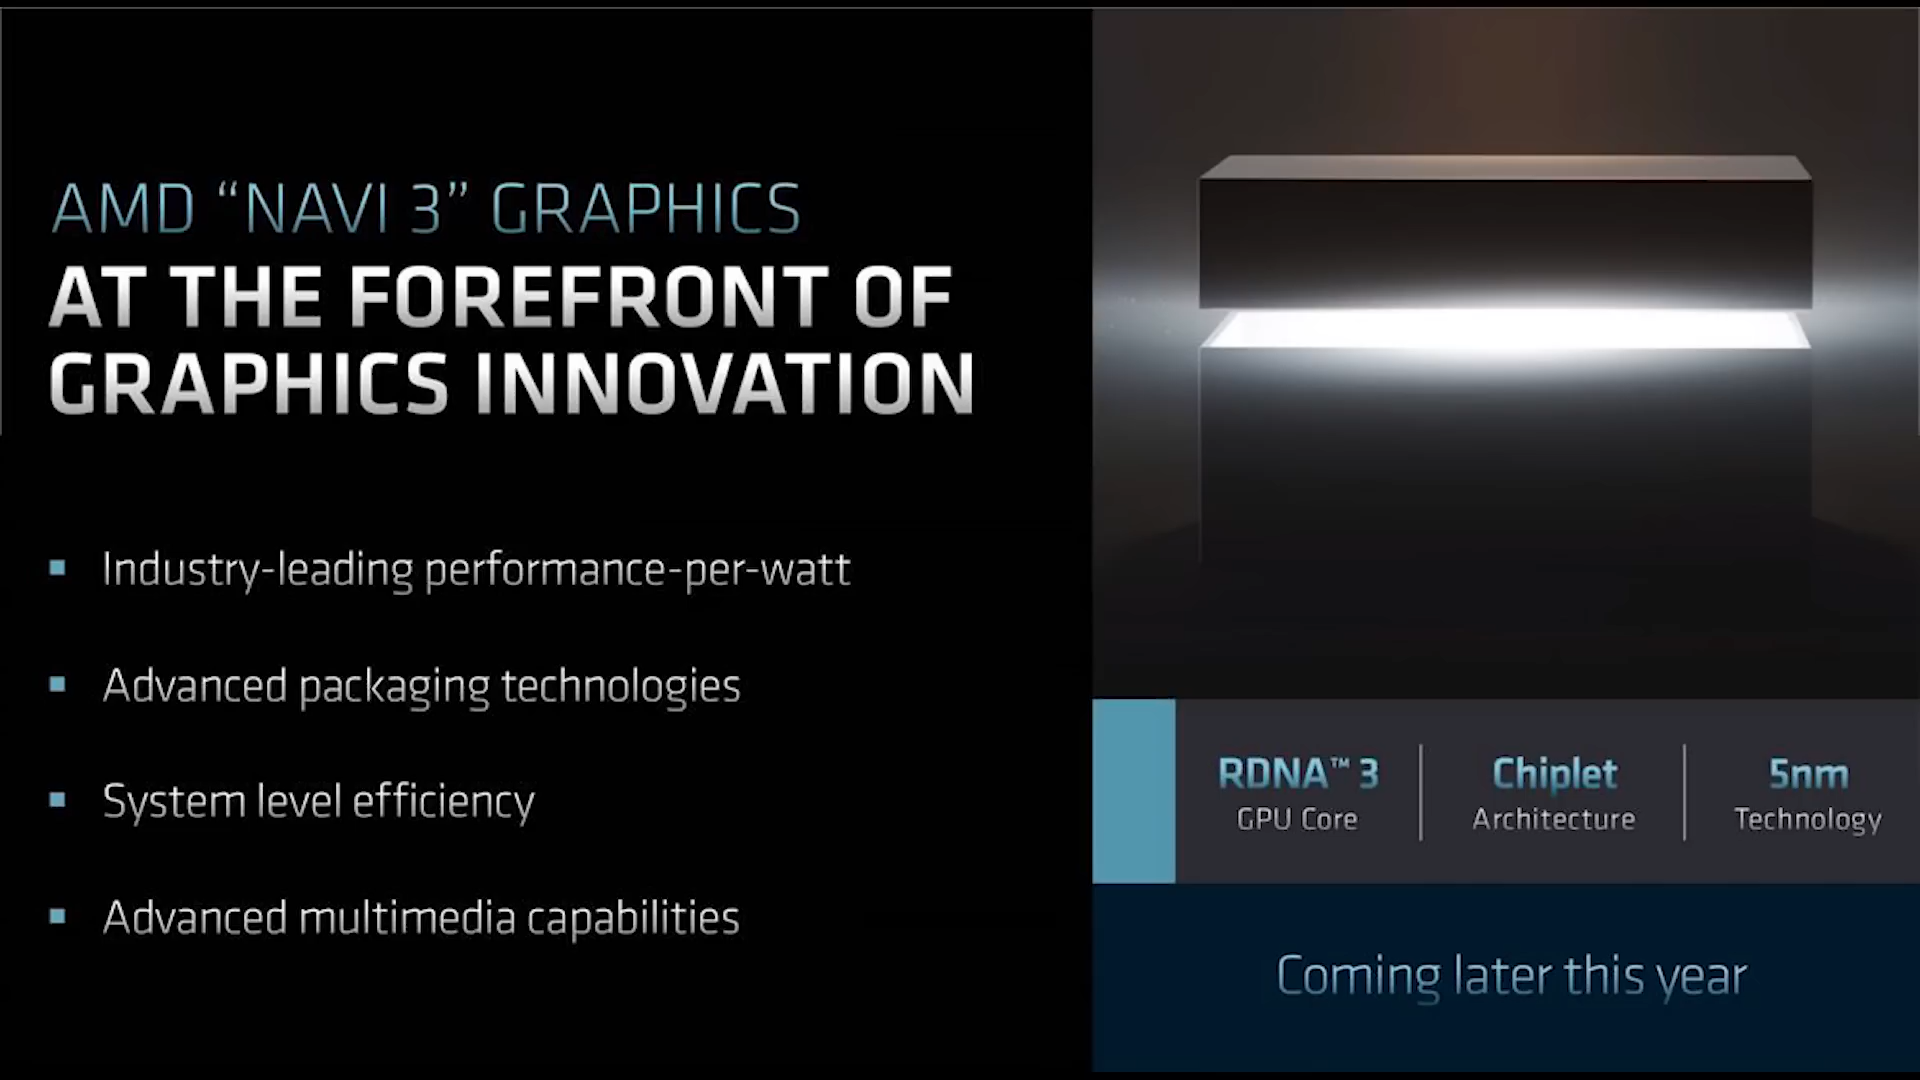 AMD “NAVI 3” GRAPHICS
AT THE FOREFRONT OF
GRAPHICS INNOVATION
Industry-leading performance-per-watt
Advanced packaging technologies
System level efficiency
Advanced multimedia capabilities
RDNA™ 3
GPU Core
Chiplet
Architecture
5nm
Technology
Coming later this year